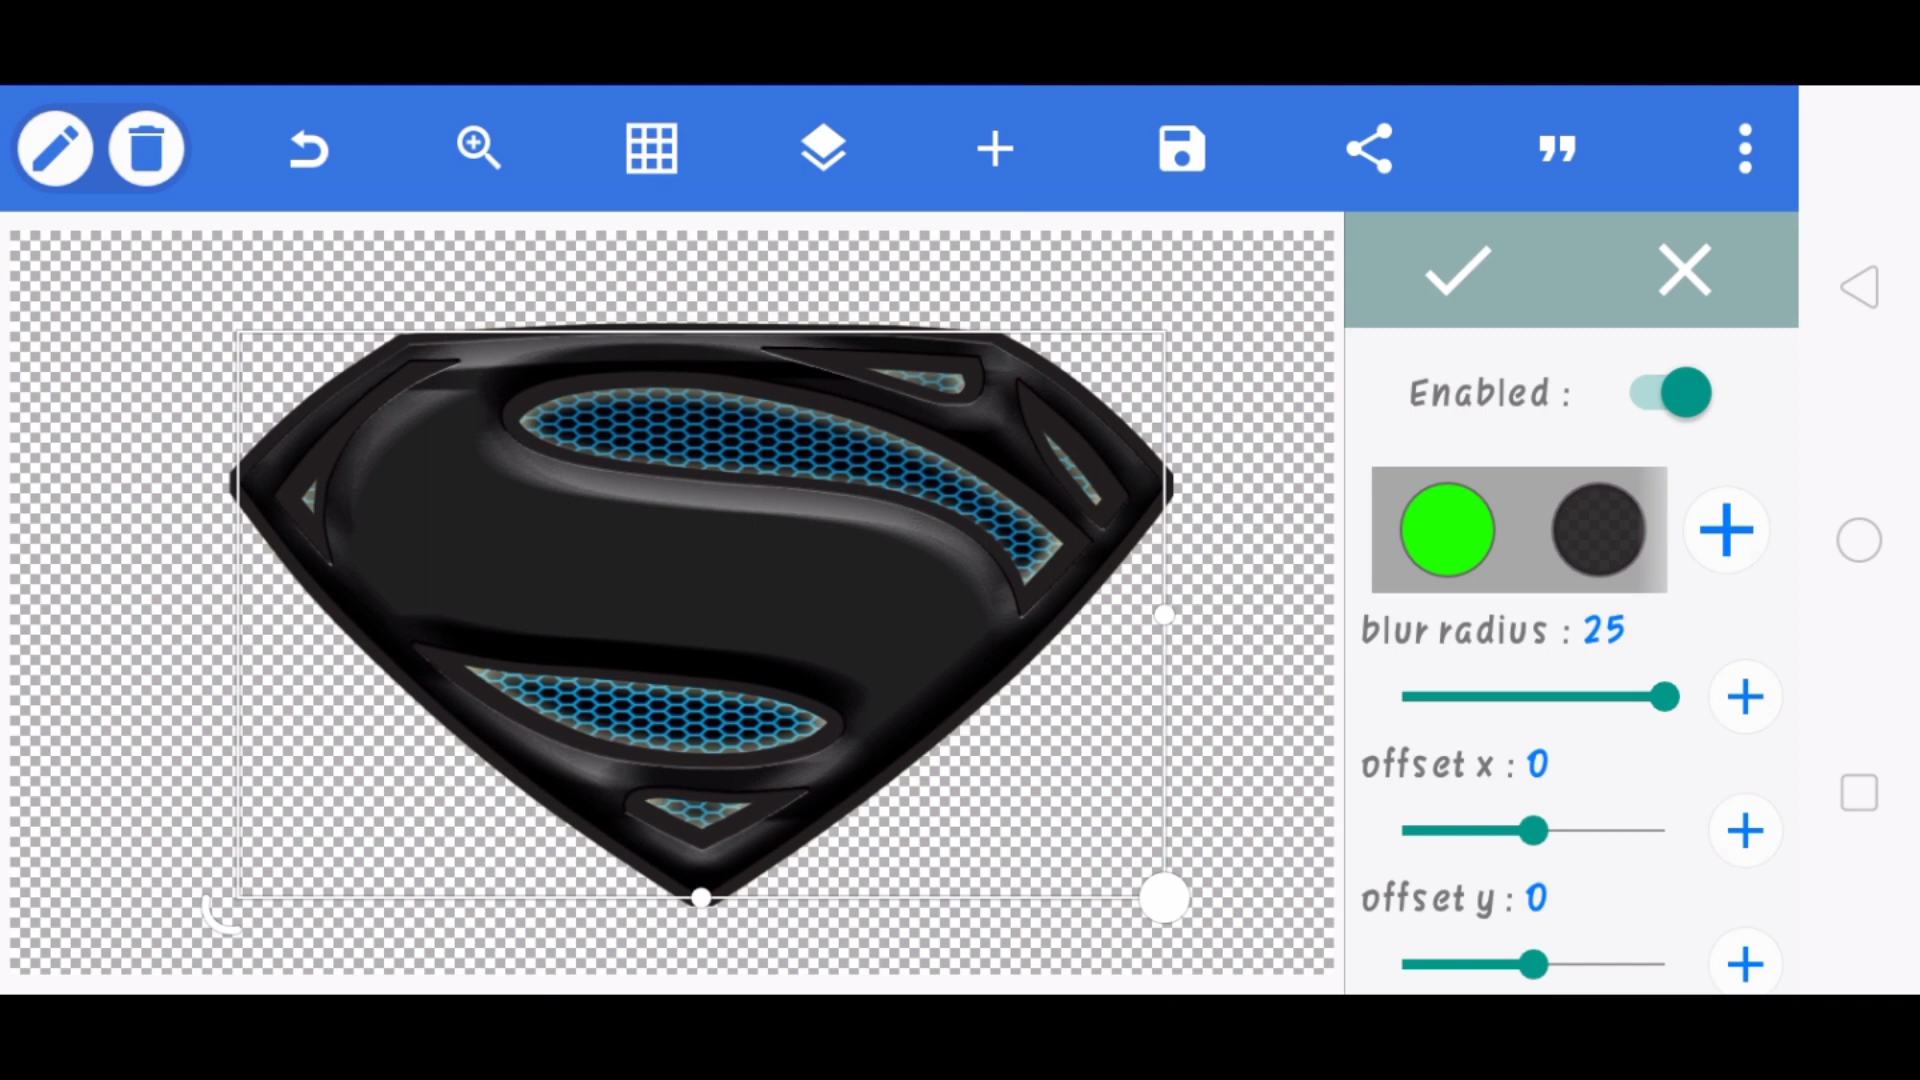 Enabled :
blur radius : 25
offset x : 0
offset y : 0